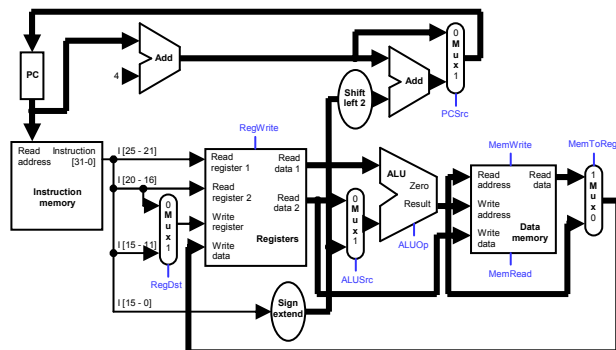 0
M
u
x
1
PCSrc
Add
4
Add
PC
Shift
left 2
Read
address
Instruction
[31-0]
Instruction
memory
I [25 - 21]
I [20 - 16]
I [15 - 11]
I [15 - 0]
0
M
u
x
1
RegDst
RegWrite
Read
register 1
Read
register 2
Write
register
Write
data
Read
data 1
Read
data 2
Registers
Sign
extend
0
M
u
x
1
ALUSrc
ALU
Zero
Result
ALUOp
MemWrite
Read
address
Write
address
Write
data
Read
data
Data
memory
MemRead
MemToReg
1
M
u
x
0